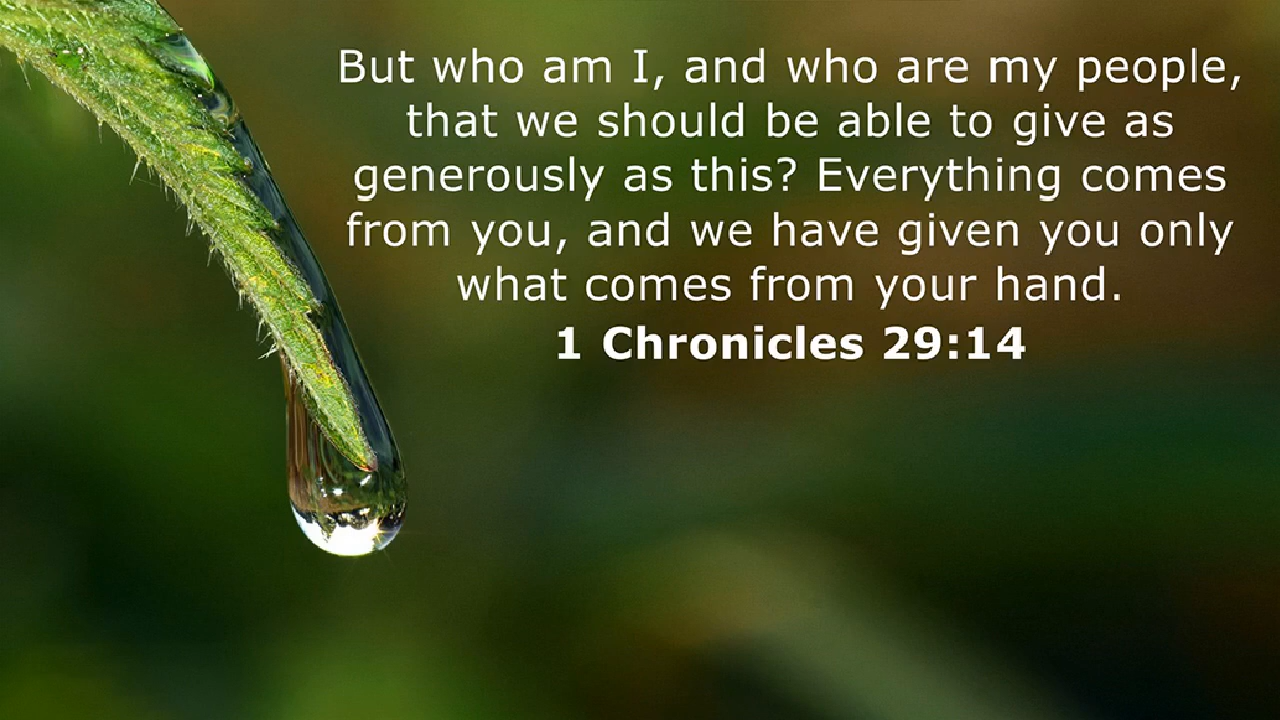 But who am I, and who are my people,
that we should be able to give as
generously as this? Everything comes
from you, and we have given you only
what comes from your hand.
1 Chronicles 29:14